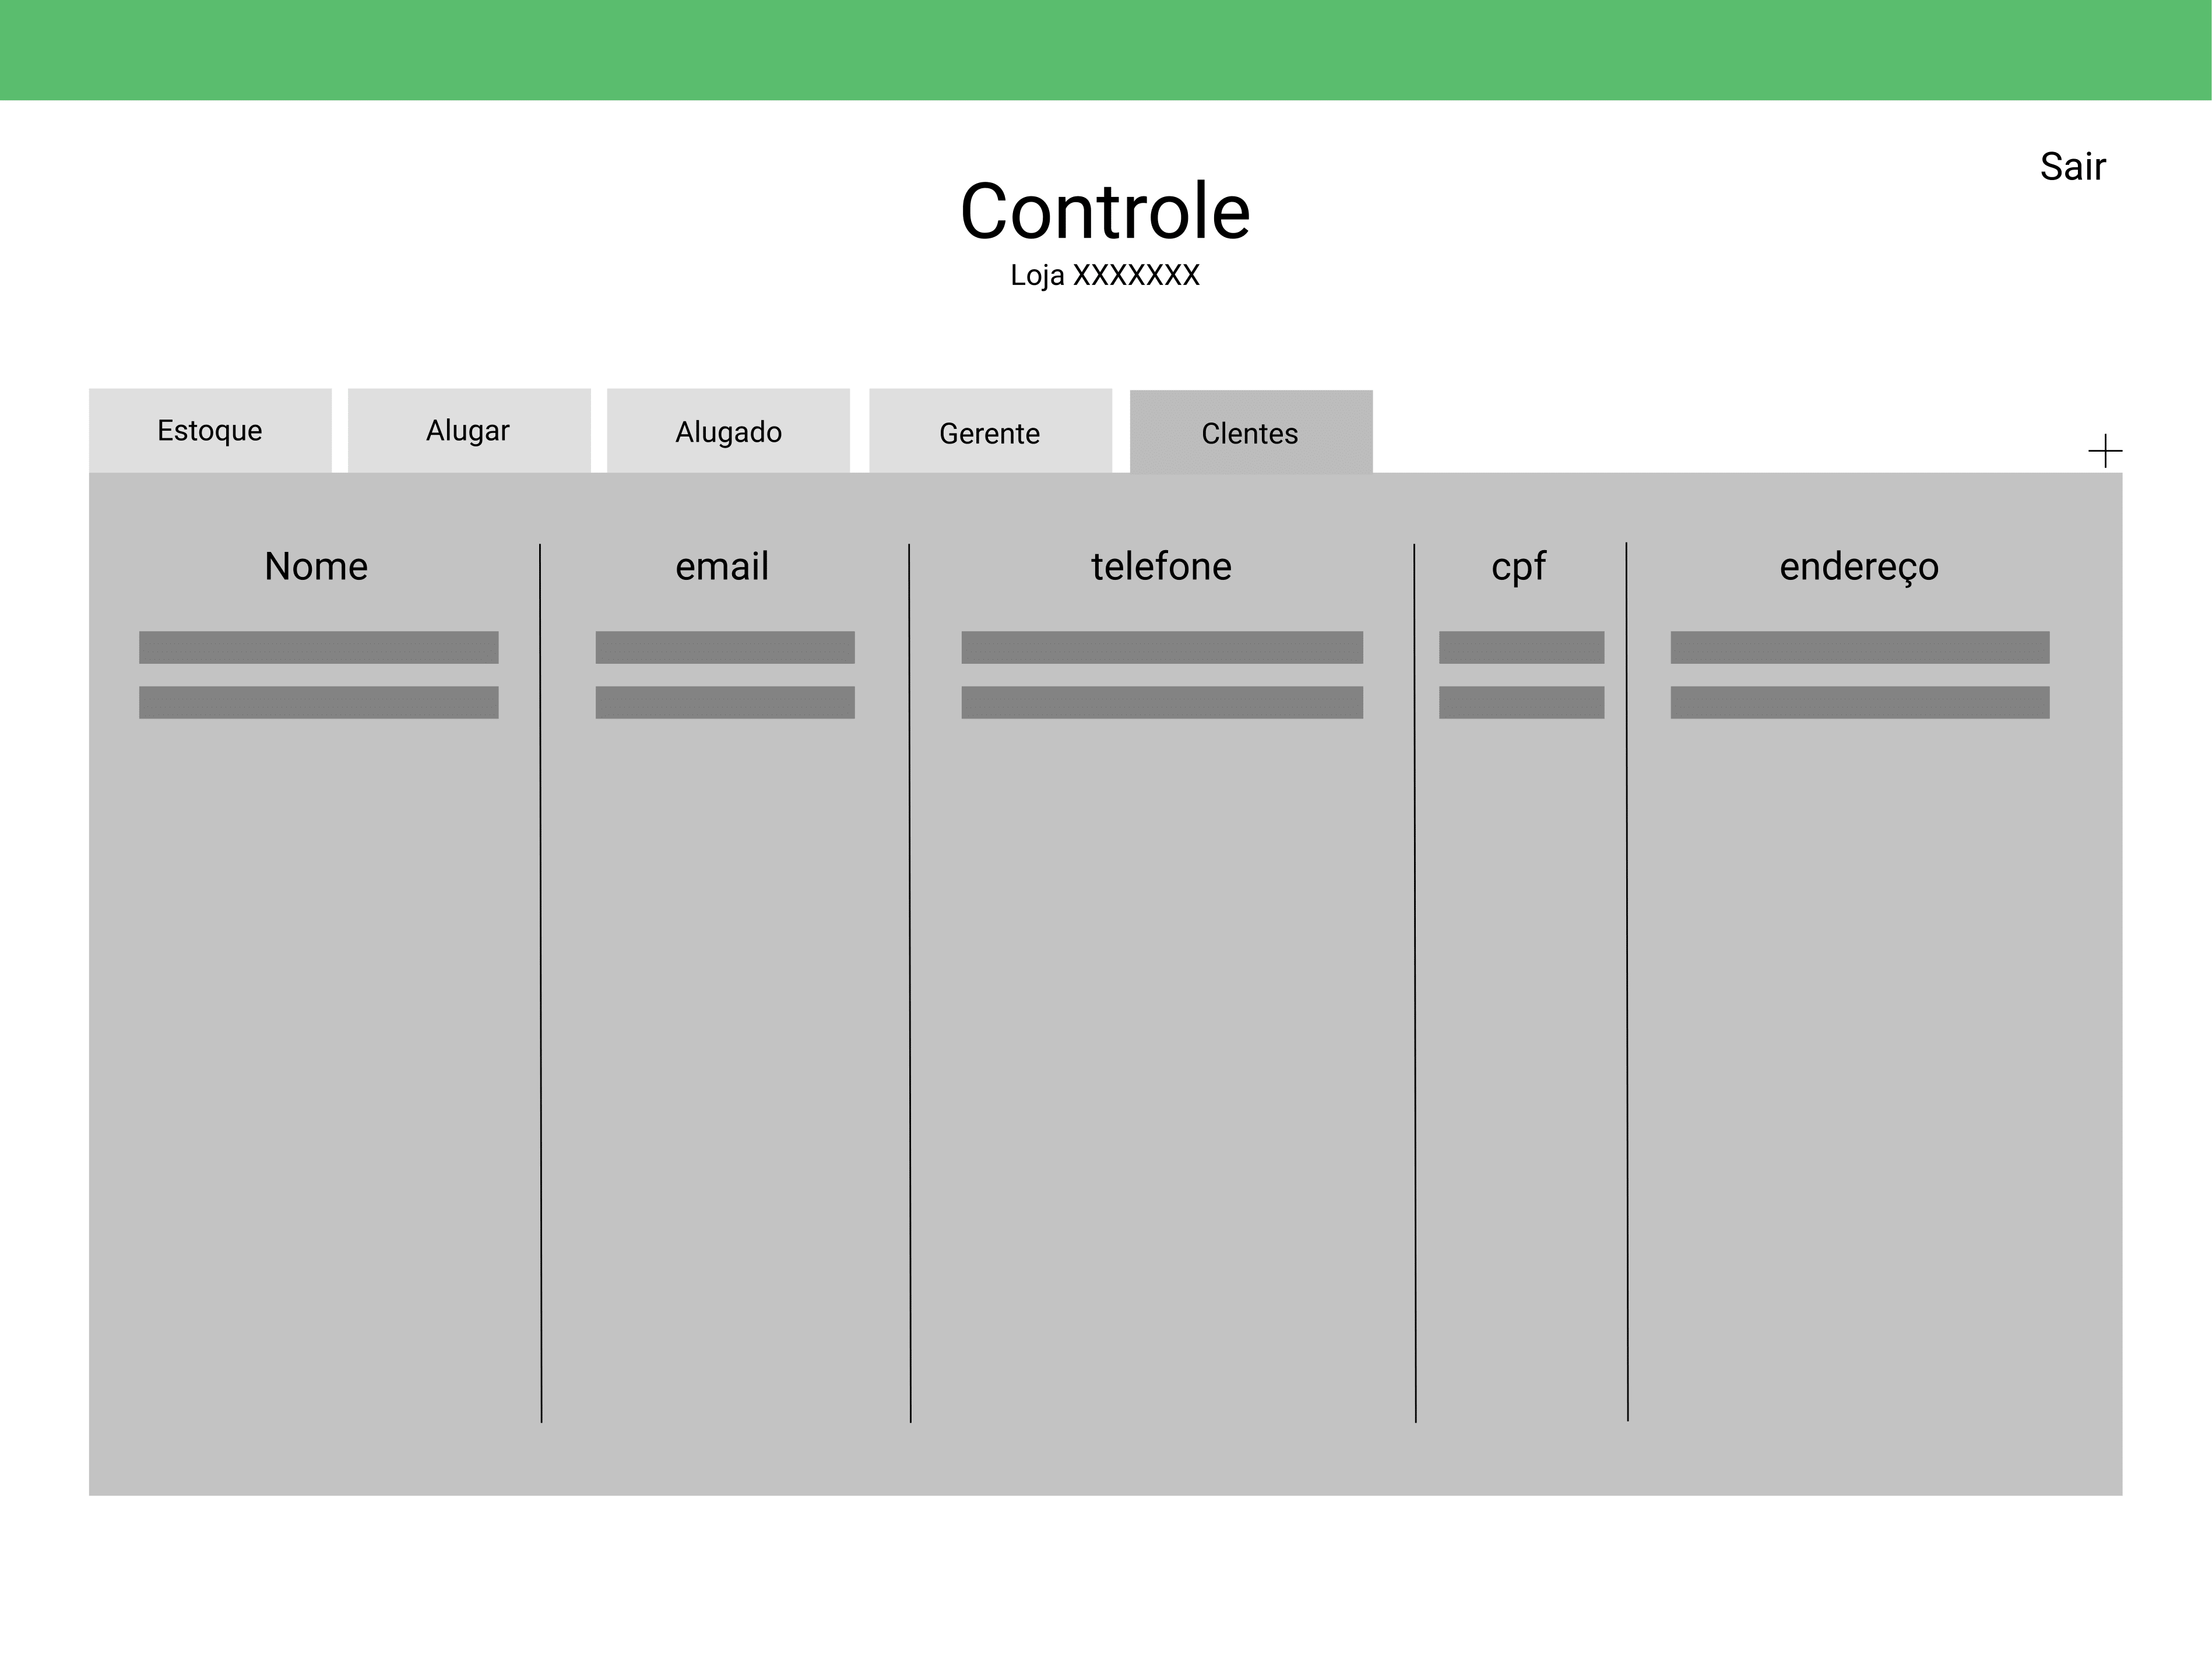 Sair
Controle
Loja XXXXXXX
Estoque Alugar Alugado Gerente Clentes
Nome email telefone cpf endereço